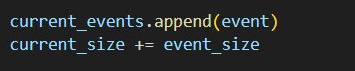 current_events.append(event)
current_size += event_size